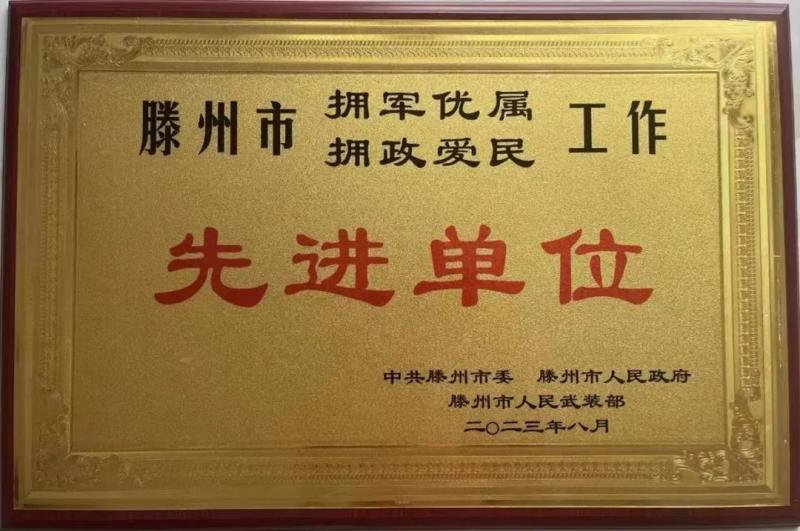 滕州市 拥军优属 工作
拥政爱民
先进单位
中共滕州市委 滕州市人民政府
滕州市人民武装部
二〇二三年八月